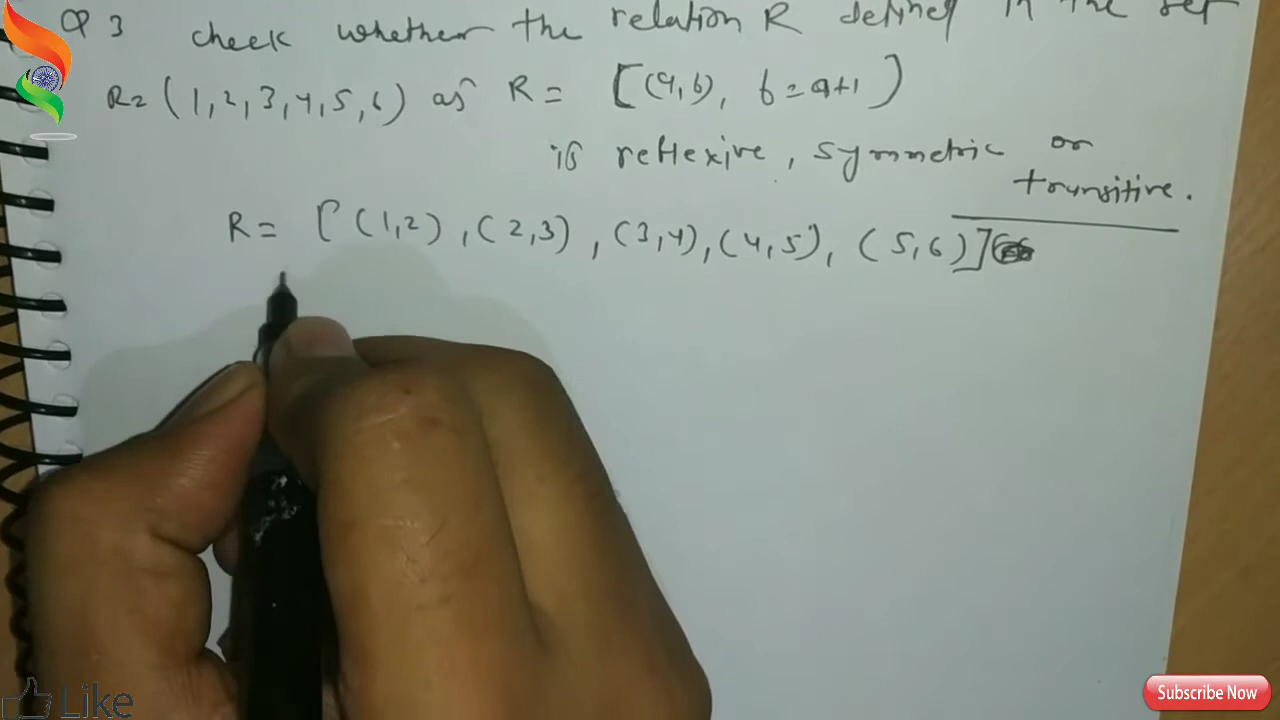 Q 3 check whether the relation R defined in the set
R= (1,2,3,4,5,6) as R= [(a,b), b=a+1)
is reflexive, symmetric or
transitive.
R= [(1,2), (2,3), (3,4), (4,5), (5,6)]
Like
Subscribe Now